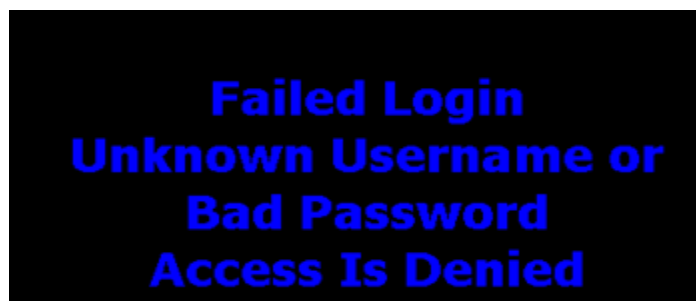 Failed Login
Unknown Username or
Bad Password
Access Is Denied